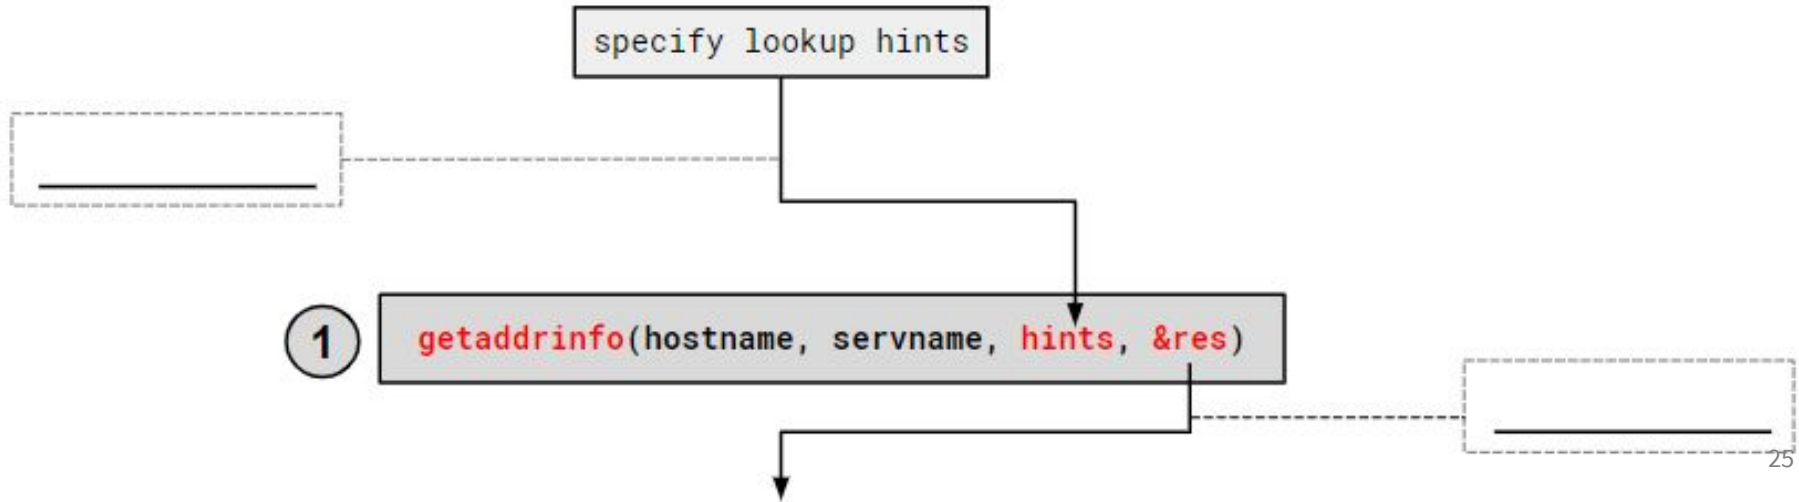 specify lookup hints
1
getaddrinfo(hostname, servname, hints, &res)
25